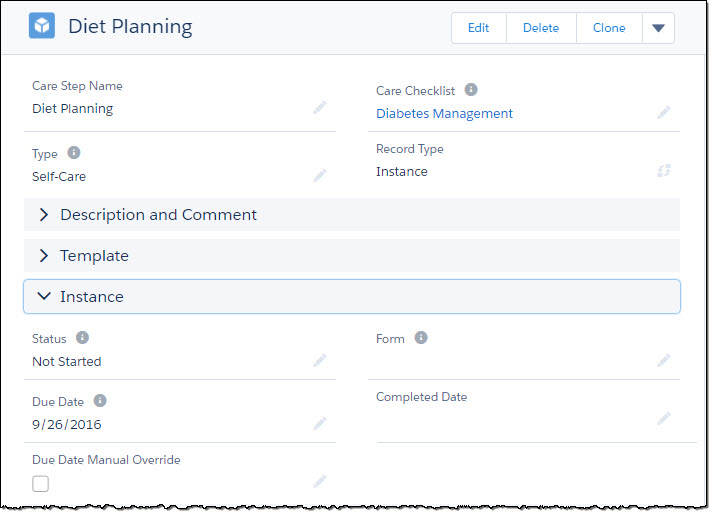 Diet Planning
Edit
Delete
Clone
Care Step Name
Diet Planning
Care Checklist
Diabetes Management
Type
Self-Care
Record Type
Instance
Description and Comment
Template
Instance
Status
Not Started
Form
Due Date
9/26/2016
Completed Date
Due Date Manual Override